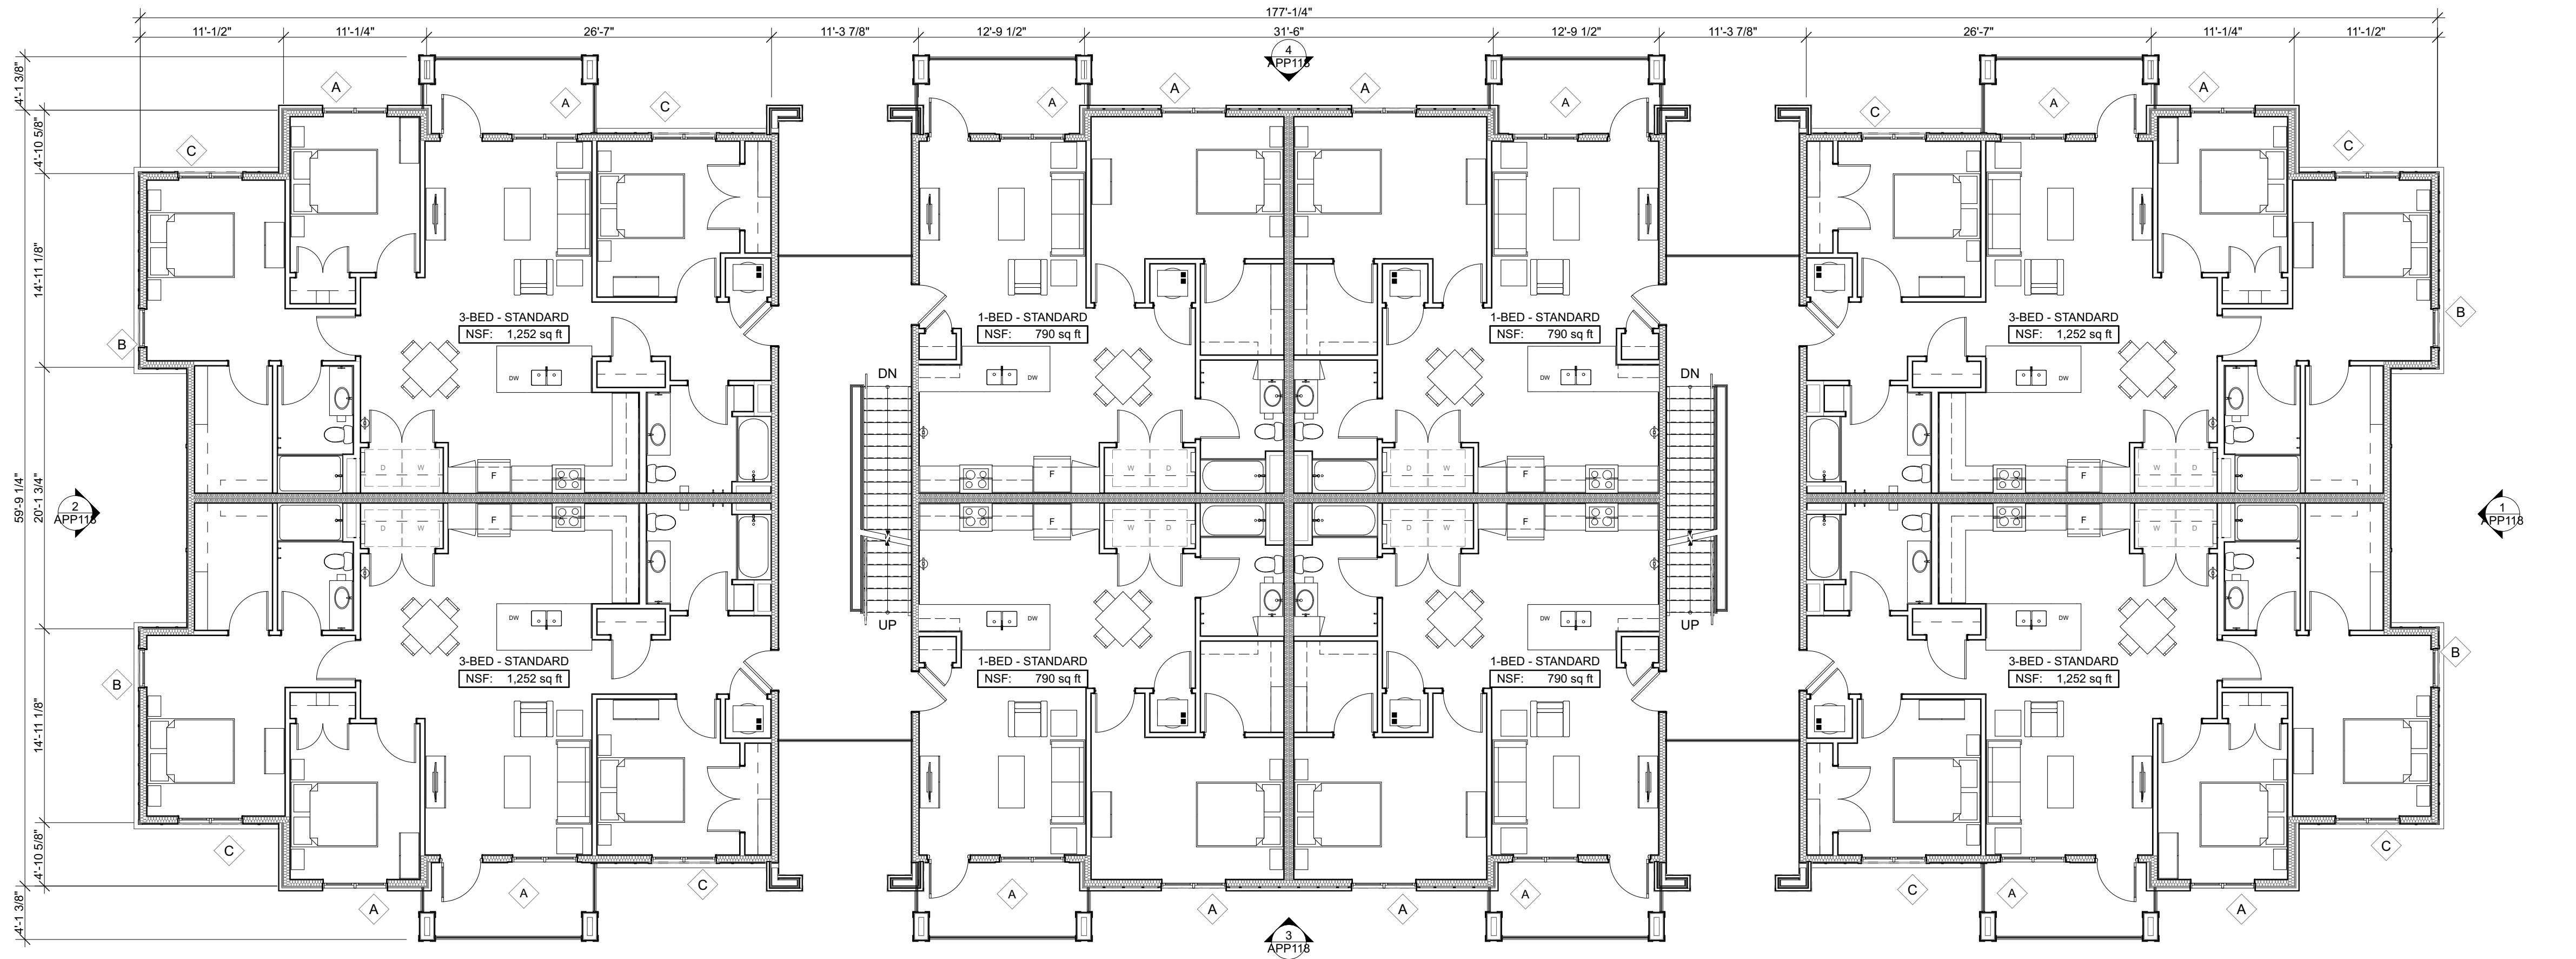 177'-1/4"
11'-1/2" 11'-1/4" 26'-7" 11'-3 7/8" 12'-9 1/2" 31'-6" 12'-9 1/2" 11'-3 7/8" 26'-7" 11'-1/4" 11'-1/2"
4
APP118
4'-1 3/8"
4'-10 5/8"
14'-11 1/8"
59'-9 1/4"
20'-1 3/4"
14'-11 1/8"
4'-10 5/8"
4'-1 3/8"
A A A A A A
A A C A A C
C C
B B
3-BED - STANDARD 1-BED - STANDARD 1-BED - STANDARD 3-BED - STANDARD
NSF: 1,252 sq ft NSF: 790 sq ft NSF: 790 sq ft NSF: 1,252 sq ft
DW DW DW DW
DN DN
D W W D D W W D
F F F F
2
APP118
1
APP118
D W F F W D D W F F W D
DW DW DW DW
UP UP
3-BED - STANDARD 1-BED - STANDARD 1-BED - STANDARD 3-BED - STANDARD
NSF: 1,252 sq ft NSF: 790 sq ft NSF: 790 sq ft NSF: 1,252 sq ft
B B
C C
C A A A C A
A A A A
3
APP118